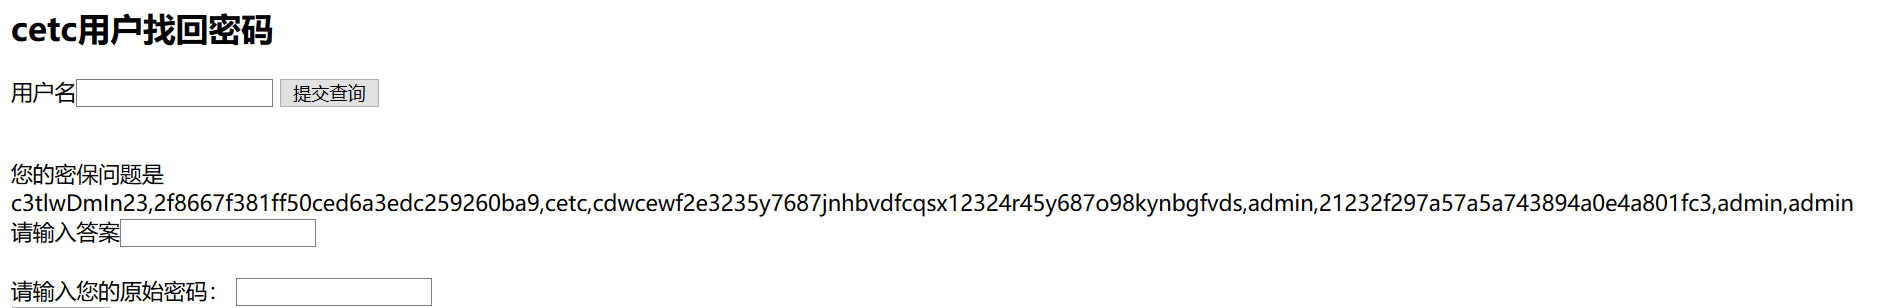 cetc用户找回密码
用户名 提交查询
您的密保问题是
c3tlwDmIn23,2f8667f381ff50ced6a3edc259260ba9,cetc,cdwcewf2e3235y7687jnhbvdfcqsx12324r45y687o98kynbgfvds,admin,21232f297a57a5a743894a0e4a801fc3,admin,admin
请输入答案
请输入您的原始密码：